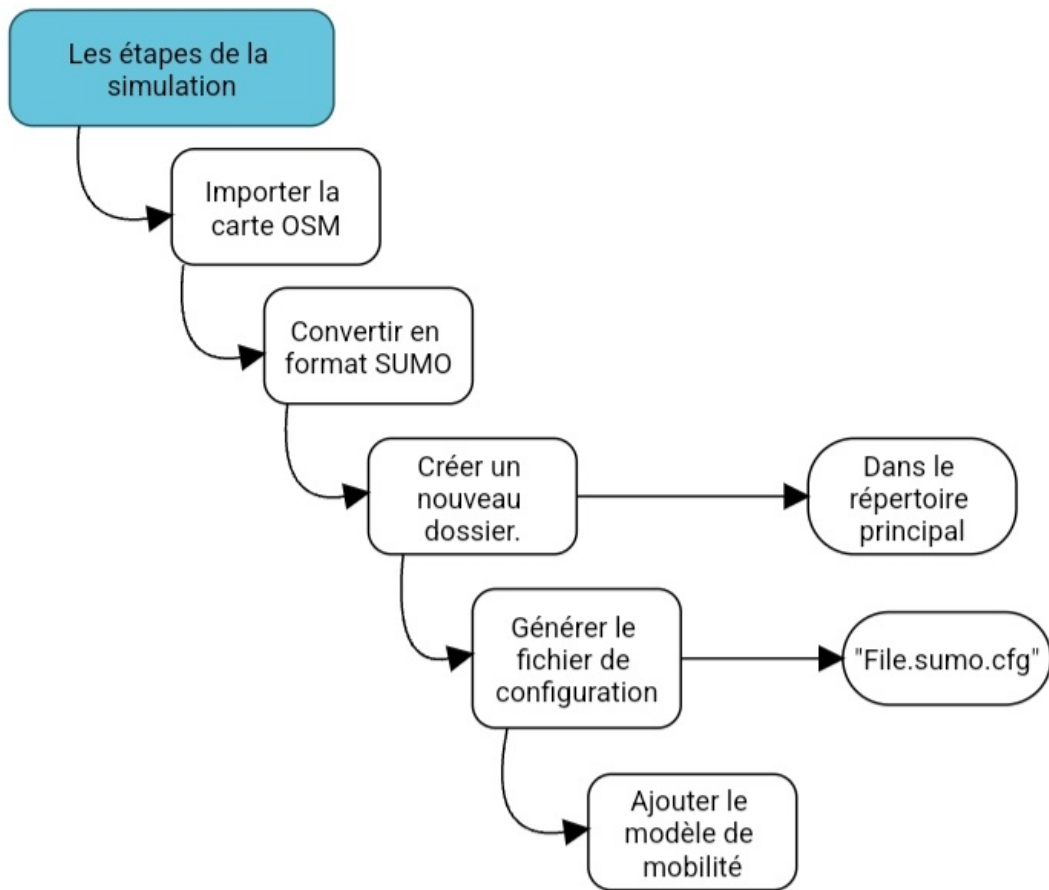 Les étapes de la
simulation
Importer la
carte OSM
Convertir en
format SUMO
Créer un
nouveau
dossier.
Dans le
répertoire
principal
Générer le
fichier de
configuration
"File.sumo.cfg"
Ajouter le
modèle de
mobilité